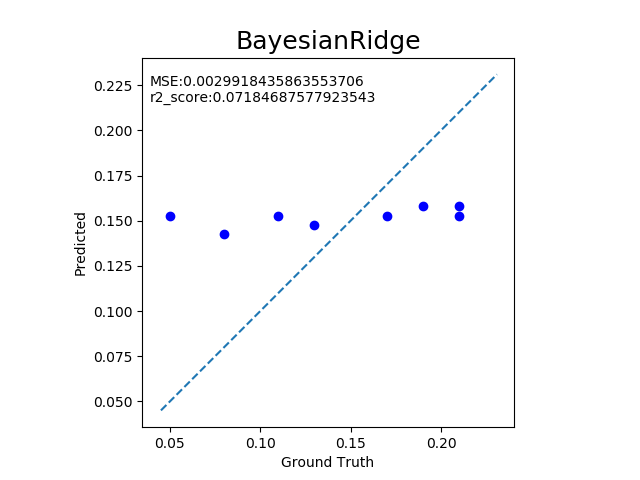 BayesianRidge
MSE:0.0029918435863553706
r2_score:0.07184687577923543
0.225
0.200
0.175
0.150
0.125
0.100
0.075
0.050
Predicted
0.05 0.10 0.15 0.20
Ground Truth